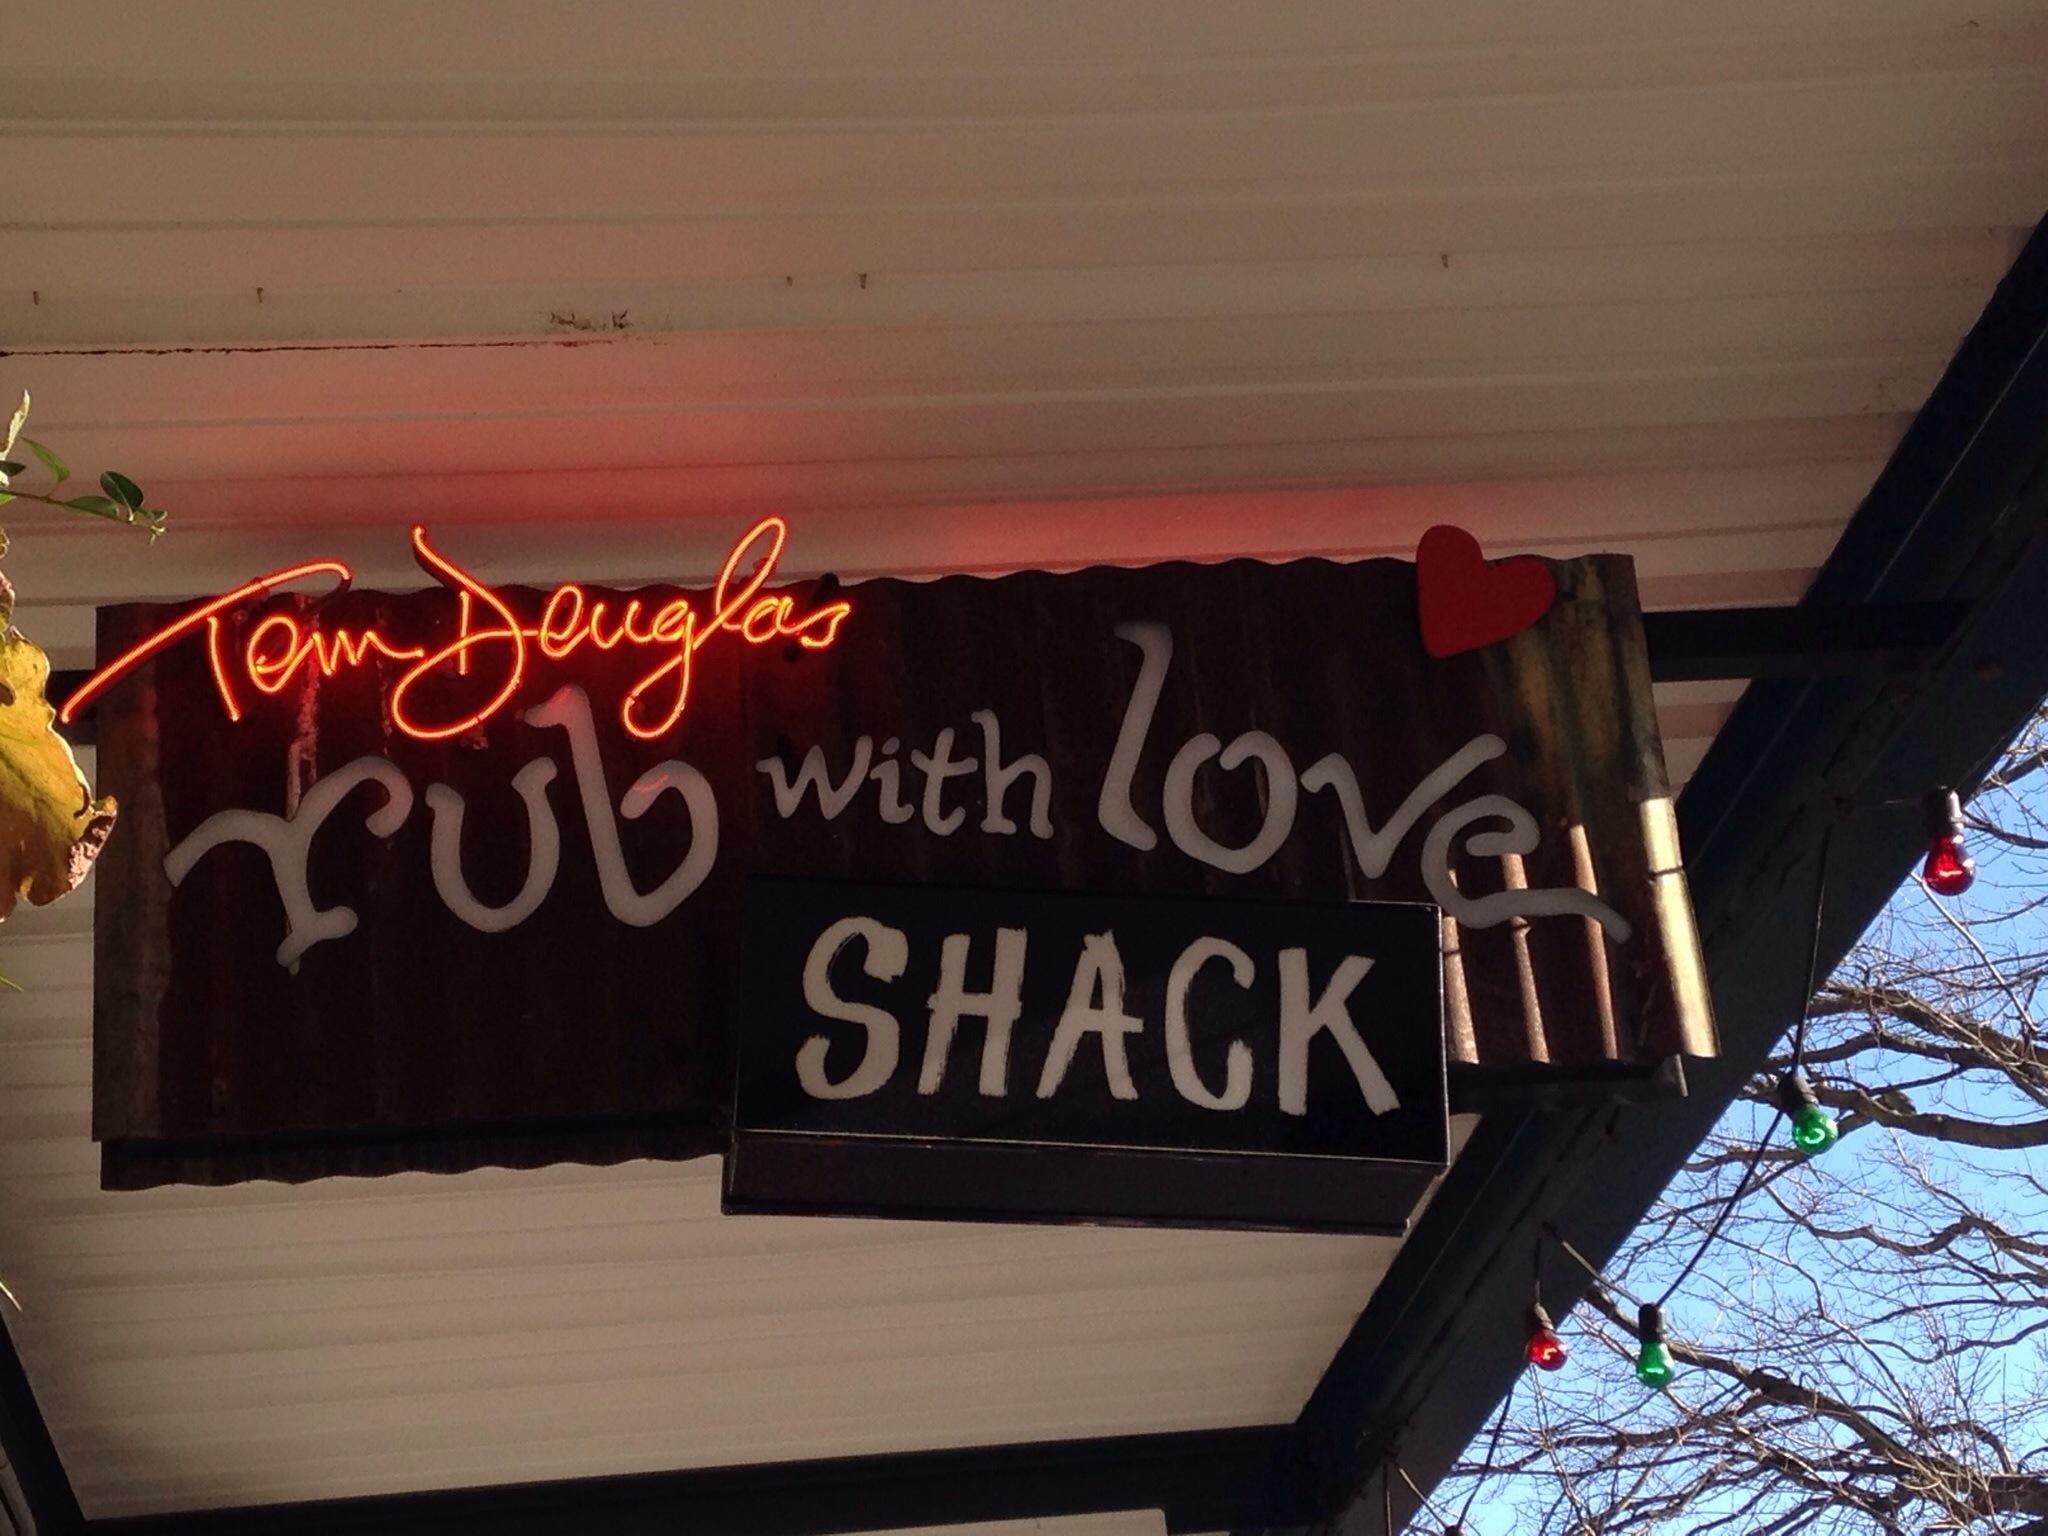 Tom Douglas
rub with love
SHACK